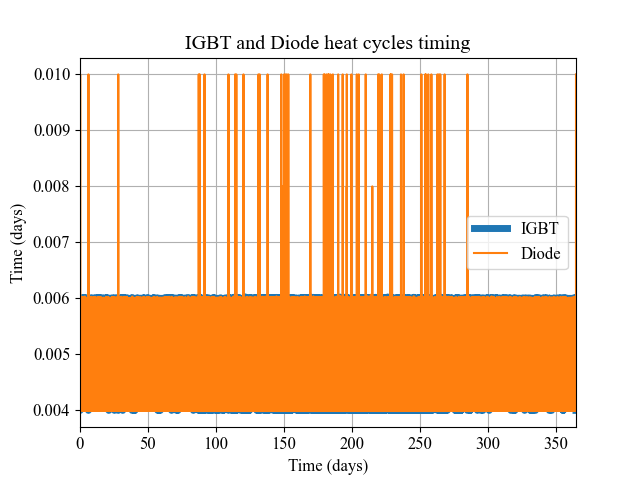 IGBT and Diode heat cycles timing
0.010
0.009
0.008
0.007
0.006
0.005
0.004
Time (days)
IGBT
Diode
0 50 100 150 200 250 300 350
Time (days)